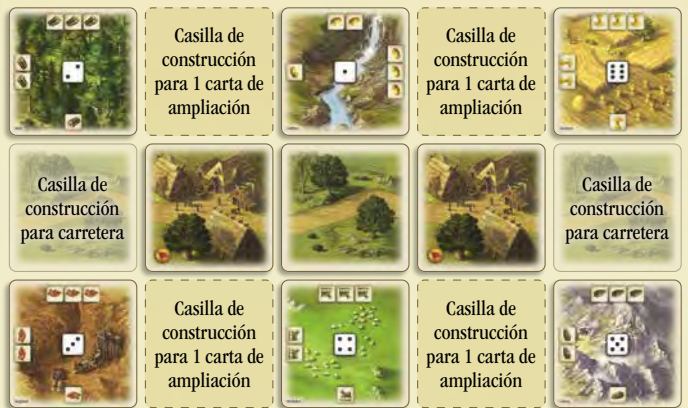 Casilla de
construcción
para 1 carta de
ampliación
Casilla de
construcción
para 1 carta de
ampliación
Casilla de
construcción
para carretera
Casilla de
construcción
para carretera
Casilla de
construcción
para 1 carta de
ampliación
Casilla de
construcción
para 1 carta de
ampliación